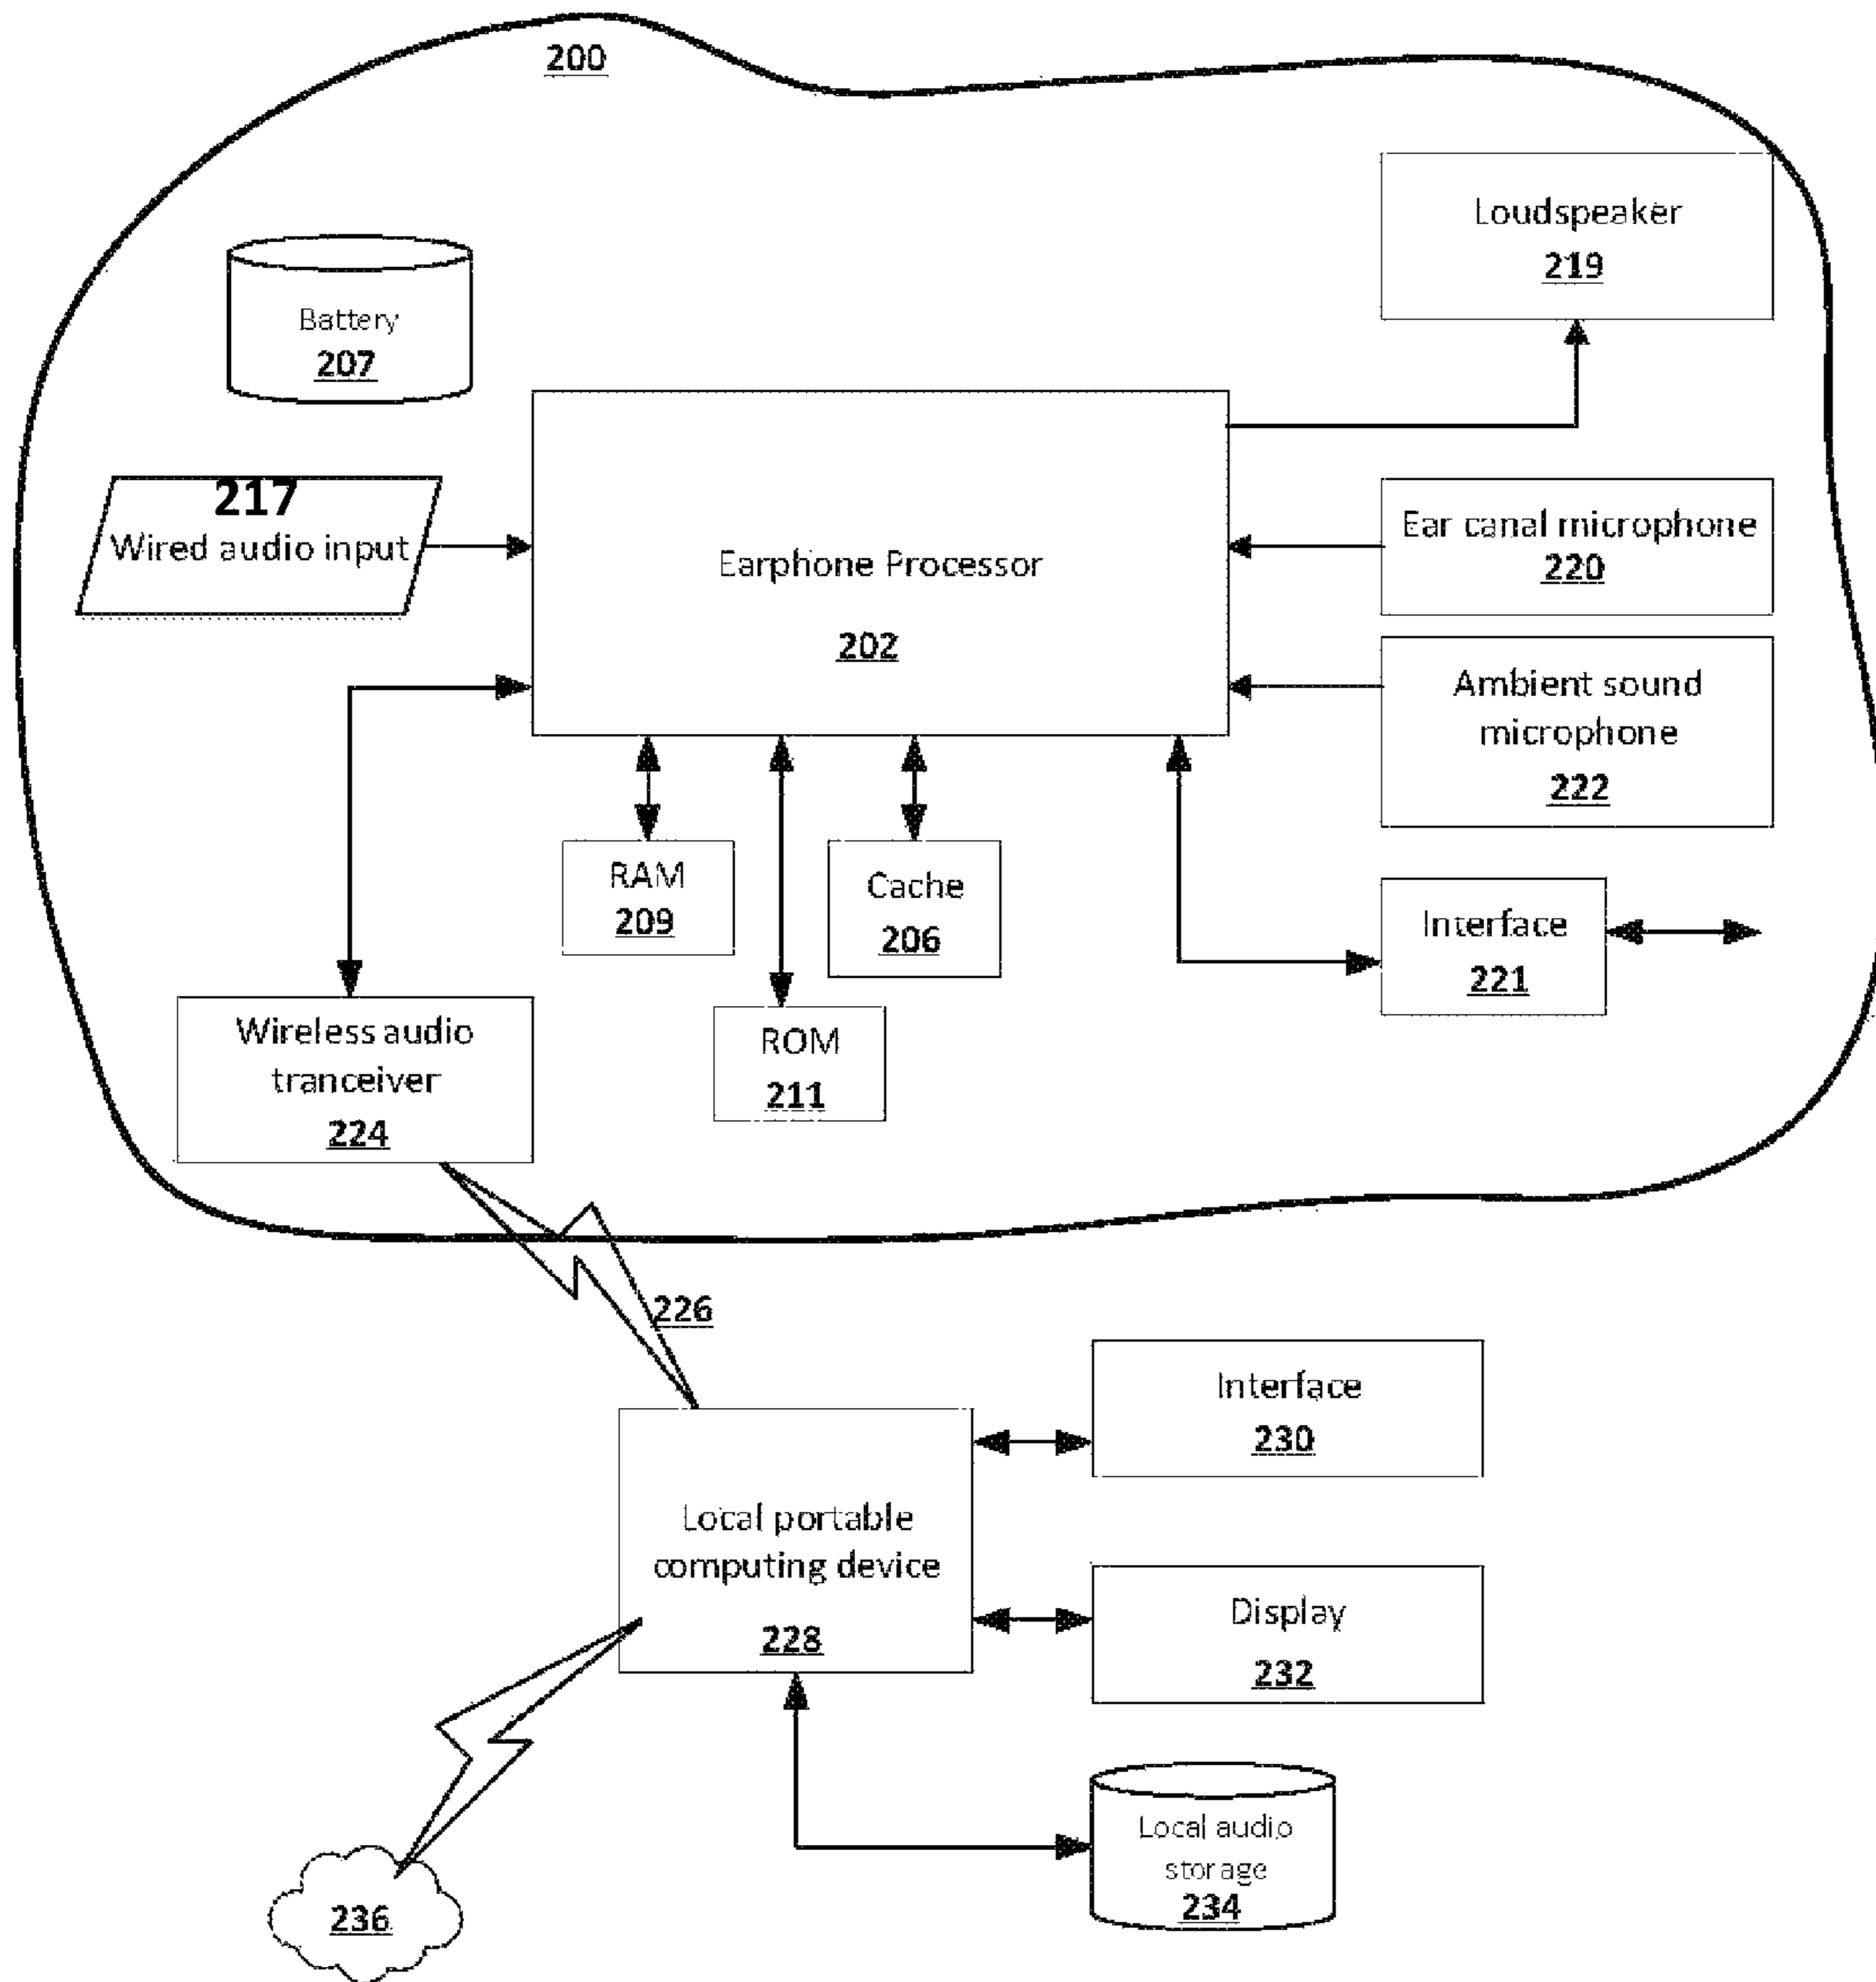 200
Loudspeaker
219
Battery
207
217
Wired audio input
Earphone Processor
202
Ear canal microphone
220
Ambient sound
microphone
222
RAM
209
Cache
206
Interface
221
Wireless audio
tranceiver
224
ROM
211
226
Interface
230
Local portable
computing device
228
Display
232
Local audio
storage
234
236